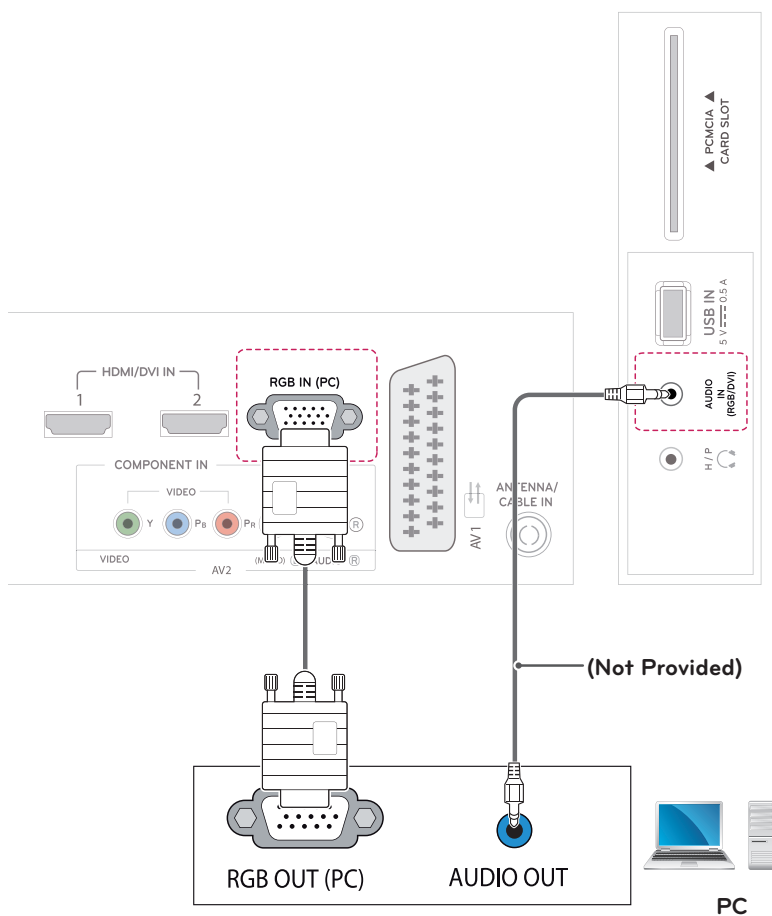 ▲ PCMCIA ▲
CARD SLOT
USB IN
5 V 0.5 A
AUDIO
IN
(RGB/DVI)
H / P
HDMI/DVI IN
1
2
RGB IN (PC)
COMPONENT IN
VIDEO
Y
PB
PR
R
VIDEO
AV2
R
AV1
ANTENNA/
CABLE IN
(Not Provided)
RGB OUT (PC)
AUDIO OUT
PC